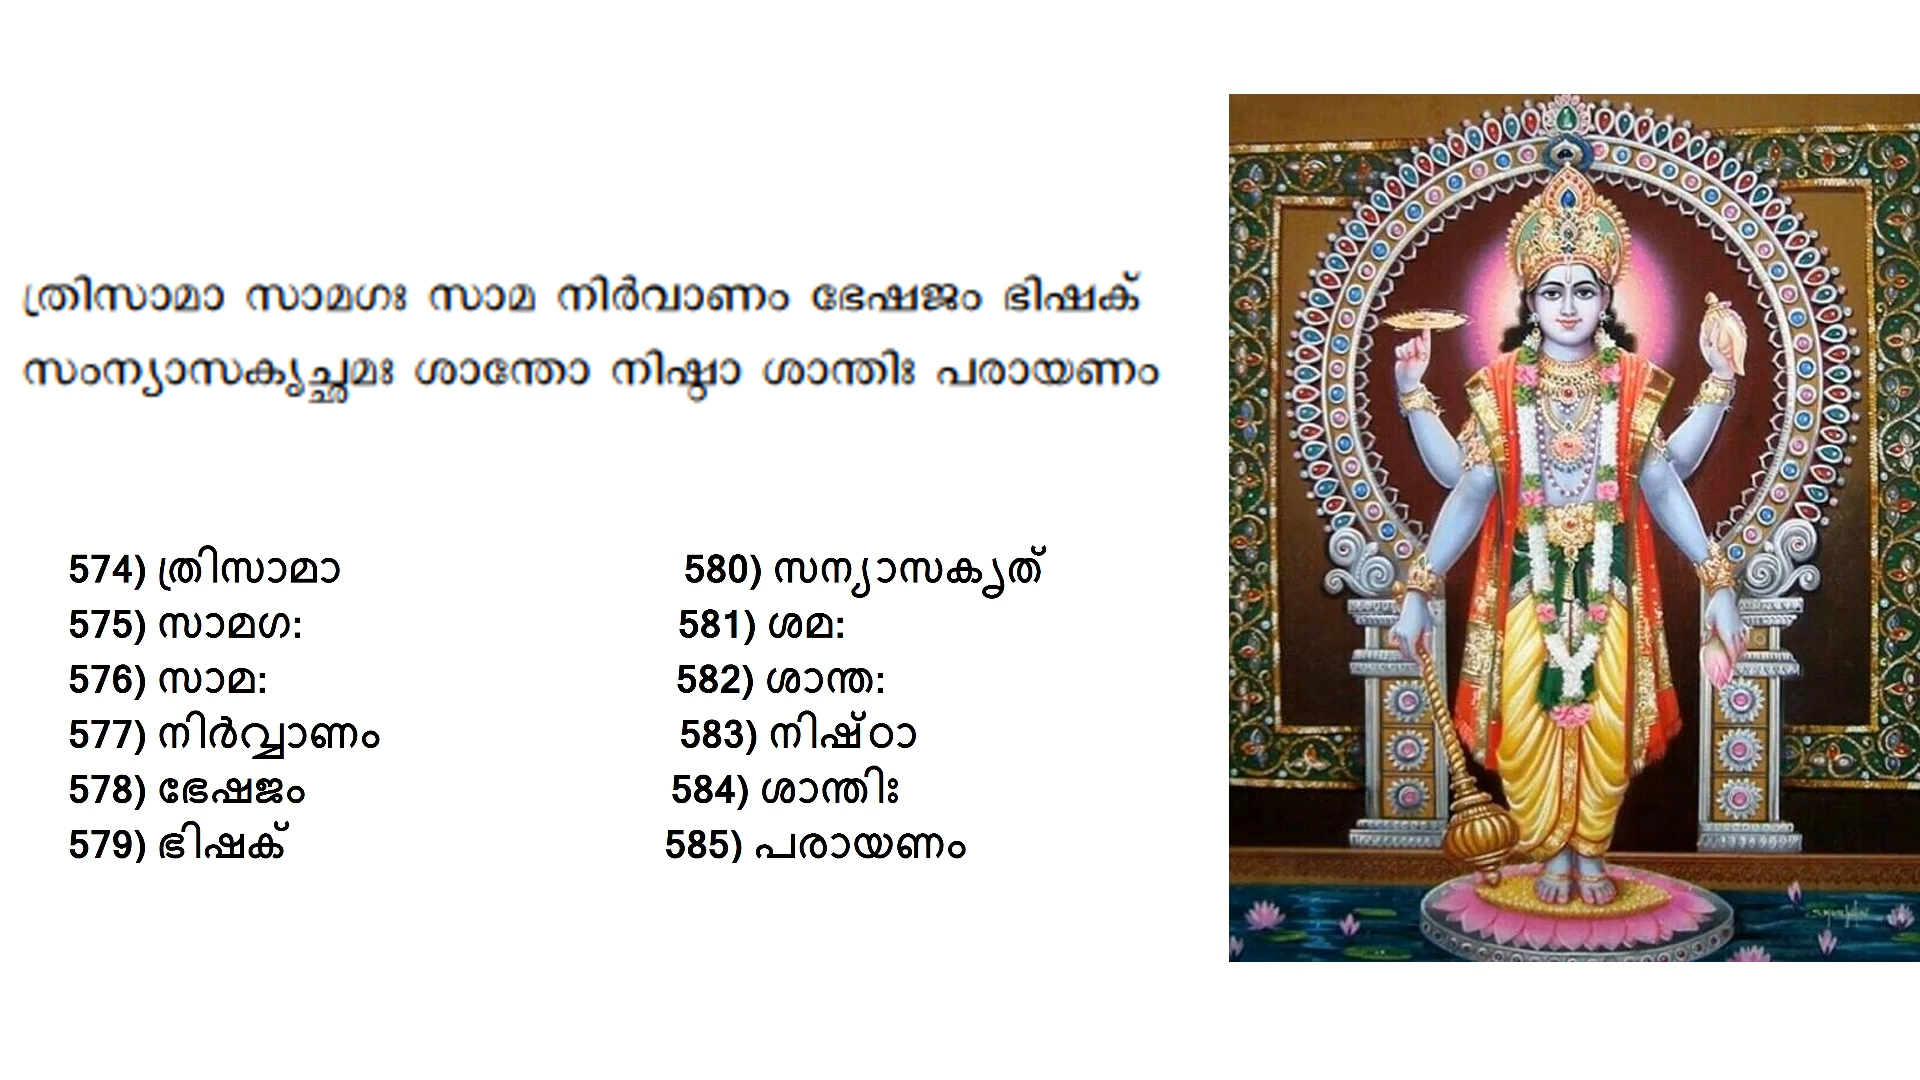 ത്രിസാമാ സാമഗഃ സാമ നിർവാണം ഭേഷജം ഭിഷക്
സംന്യാസകൃച്ഛമഃ ശാന്തോ നിഷ്ഠാ ശാന്തിഃ പരായണം
574) ത്രിസാമാ
575) സാമഗ:
576) സാമ:
577) നിർവ്വാണം
578) ഭേഷജം
579) ഭിഷക്
580) സന്യാസകൃത്
581) ശമ:
582) ശാന്ത:
583) നിഷ്ഠാ
584) ശാന്തിഃ
585) പരായണം